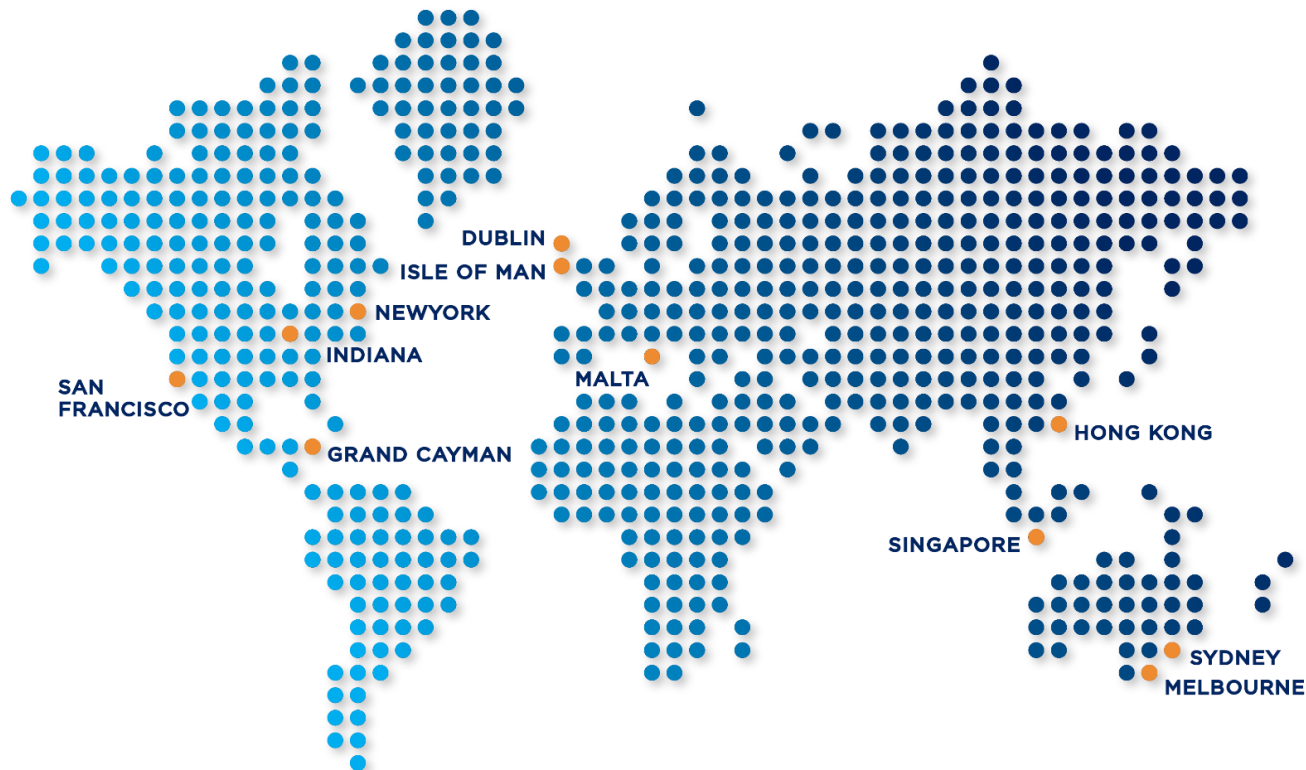 DUBLIN
ISLE OF MAN
NEWYORK
INDIANA
MALTA
SAN
FRANCISCO
HONG KONG
GRAND CAYMAN
SINGAPORE
SYDNEY
MELBOURNE